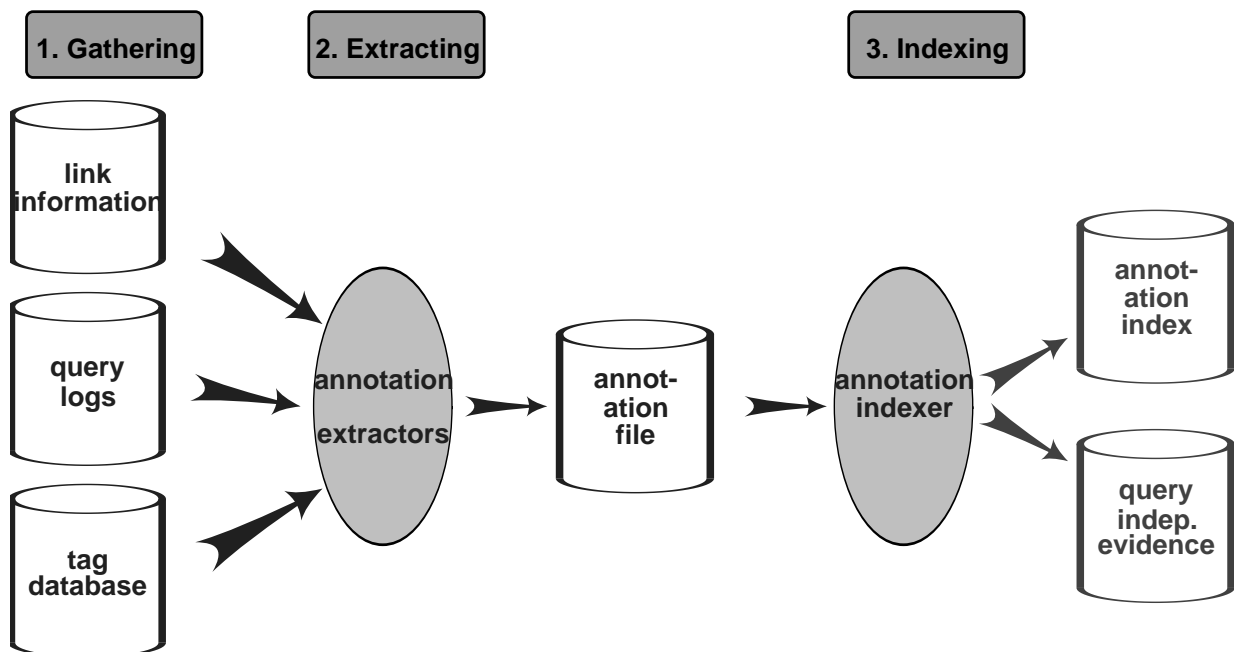 1. Gathering
2. Extracting
3. Indexing
link
information
query
logs
tag
database
annotation
extractors
annot-
ation
file
annotation
indexer
annot-
ation
index
query
indep.
evidence